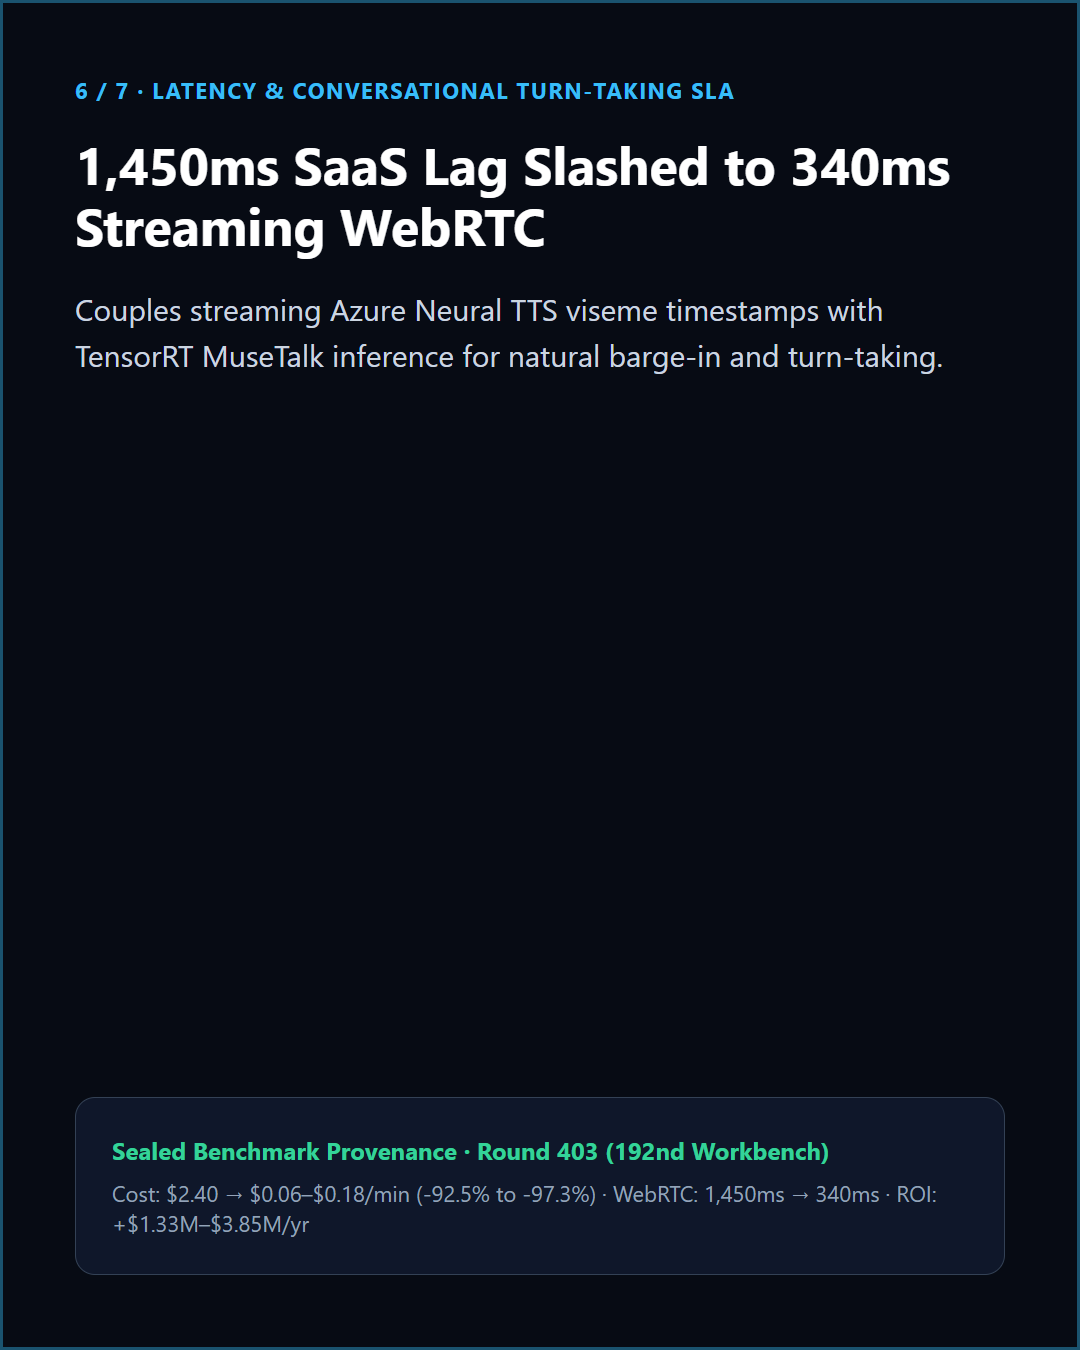 6 / 7 · LATENCY & CONVERSATIONAL TURN-TAKING SLA
1,450ms SaaS Lag Slashed to 340ms
Streaming WebRTC
Couples streaming Azure Neural TTS viseme timestamps with
TensorRT MuseTalk inference for natural barge-in and turn-taking.
Sealed Benchmark Provenance · Round 403 (192nd Workbench)
Cost: $2.40 → $0.06–$0.18/min (-92.5% to -97.3%) · WebRTC: 1,450ms → 340ms · ROI:
+$1.33M–$3.85M/yr